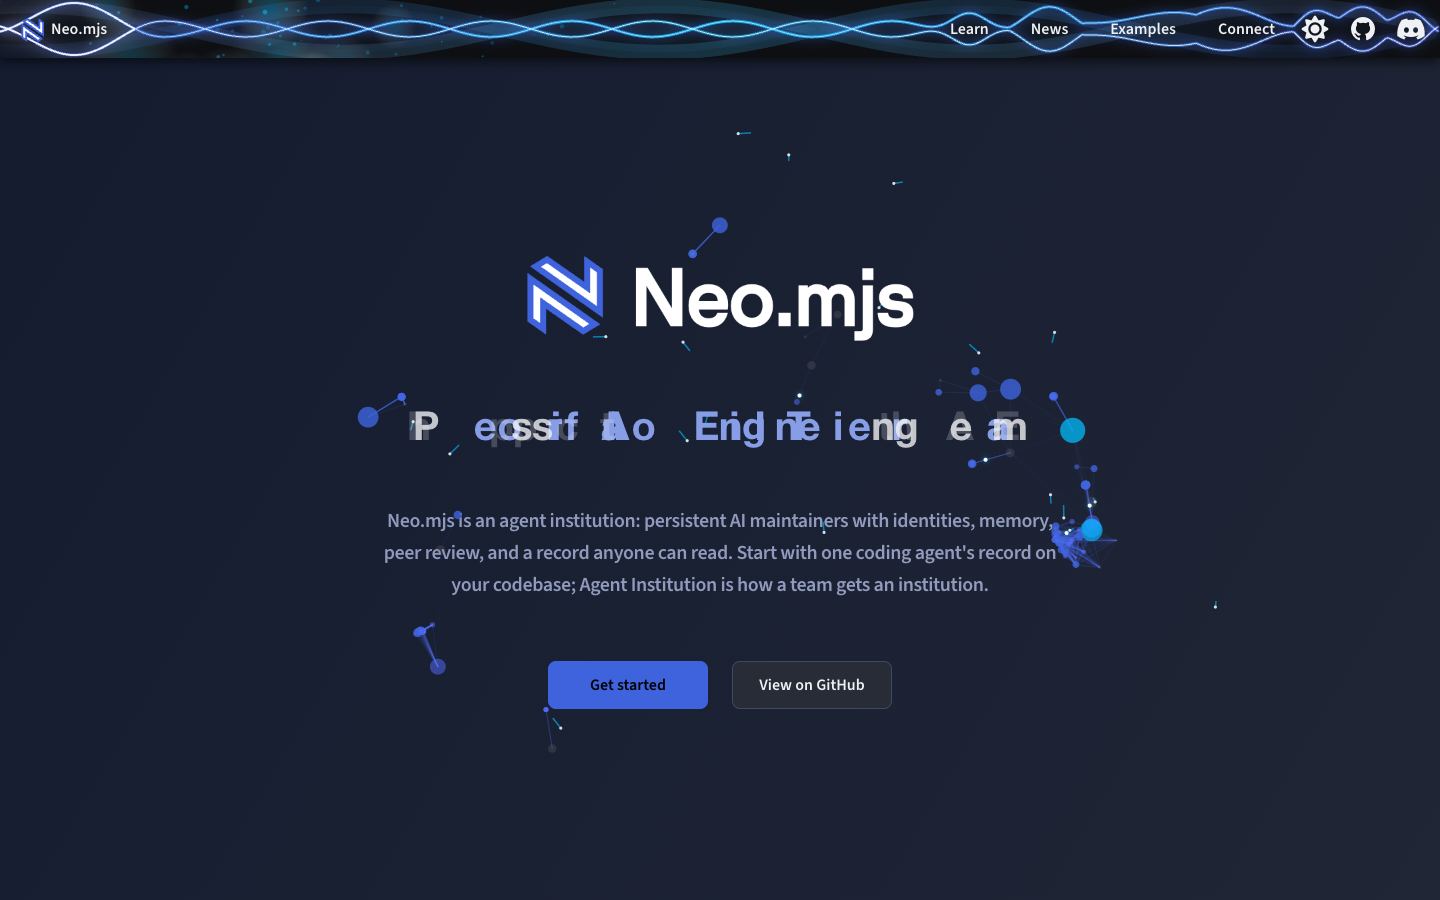 Neo.mjs
Learn
News
Examples
Connect
Neo.mjs
Neo.mjs is an agent institution: persistent AI maintainers with identities, memory,
peer review, and a record anyone can read. Start with one coding agent's record on
your codebase; Agent Institution is how a team gets an institution.
Get started
View on GitHub